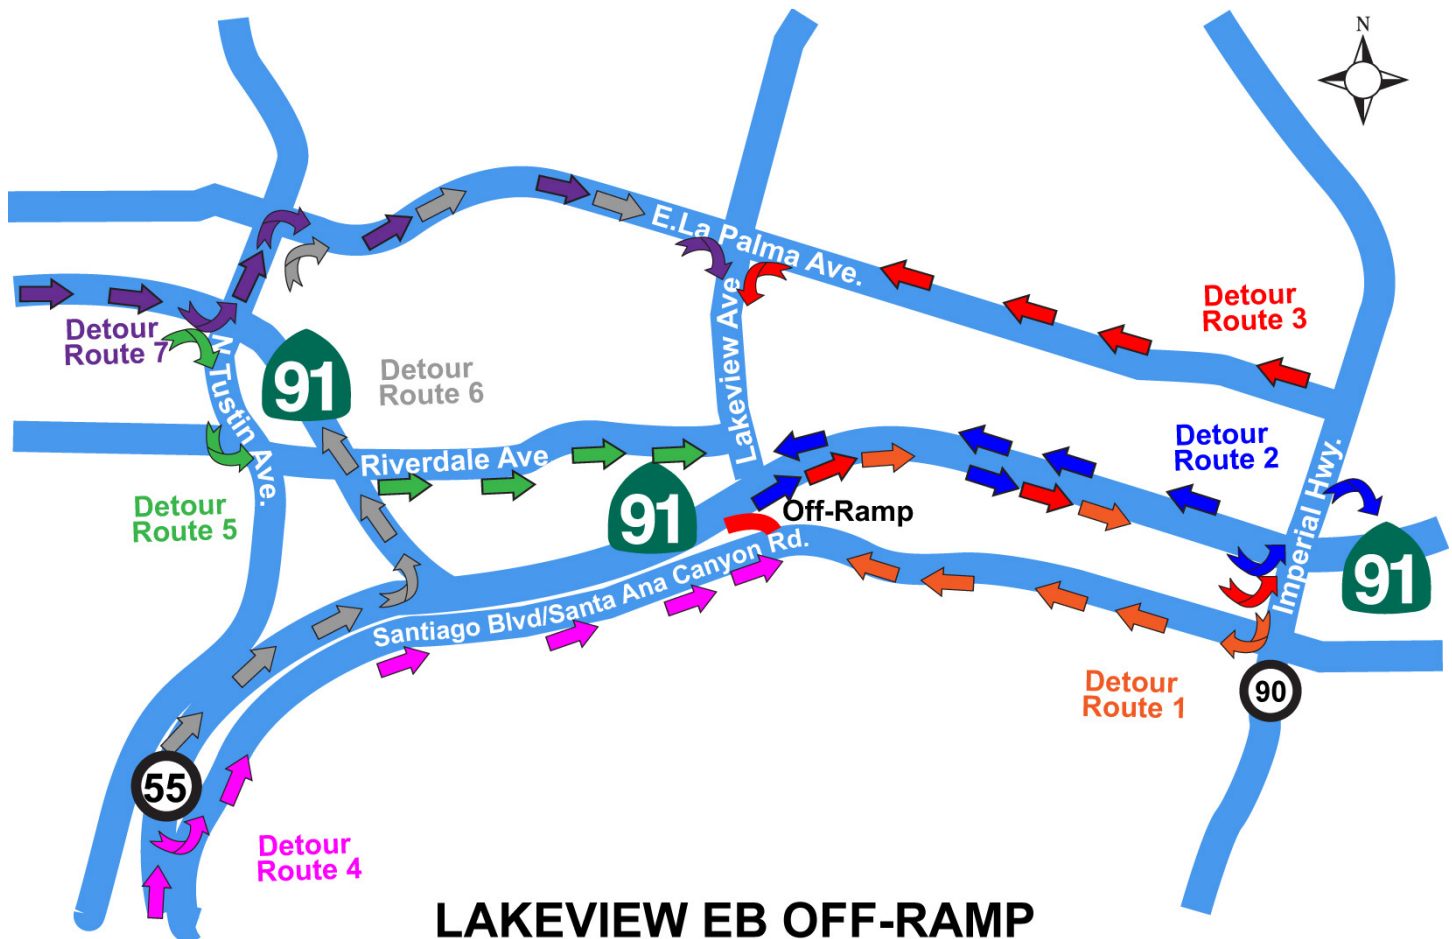 N
E.La Palma Ave.
Detour
Route 3
Lakeview Ave
Detour
Route 7
N Tustin Ave.
91
Detour
Route 6
Riverdale Ave
Detour
Route 2
Imperial Hwy.
Detour
Route 5
91
Off-Ramp
91
Santiago Blvd/Santa Ana Canyon Rd.
Detour
Route 1
90
55
Detour
Route 4
LAKEVIEW EB OFF-RAMP